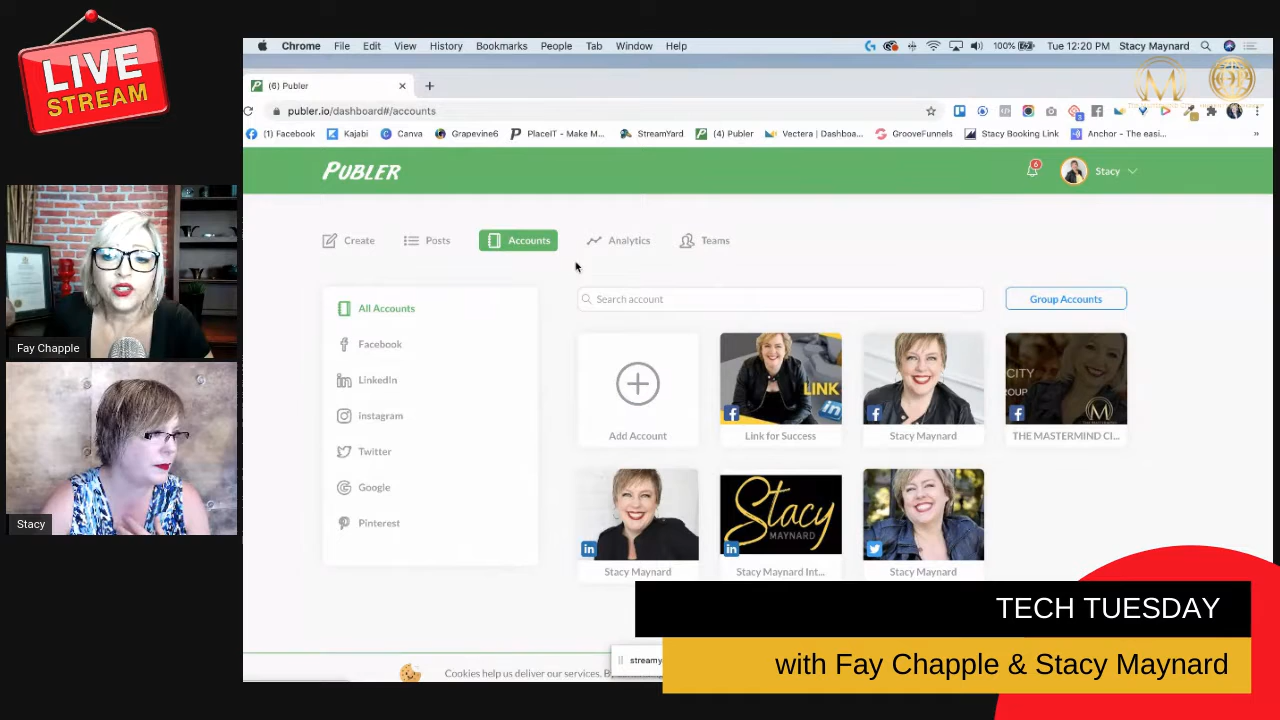 LIVE
STREAM
Chrome File Edit View History Bookmarks People Tab Window Help 100% Tue 12:20 PM Stacy Maynard
(6) Publer
publer.io/dashboard#/accounts
(1) Facebook Kajabi Canva Grapevine6 PlaceIT - Make M... StreamYard (4) Publer Vectera | Dashboa... GrooveFunnels Stacy Booking Link Anchor - The easi...
PUBLER
6
Stacy
Create Posts Accounts Analytics Teams
All Accounts
Facebook
LinkedIn
instagram
Twitter
Google
Pinterest
Search account
Group Accounts
LINK
CITY
OUP
Add Account
Link for Success
Stacy Maynard
THE MASTERMIND CI...
Stacy
MAYNARD
Stacy Maynard
Stacy Maynard Int...
Stacy Maynard
Cookies help us deliver our services. B
streamy
Fay Chapple
Stacy
TECH TUESDAY
with Fay Chapple & Stacy Maynard